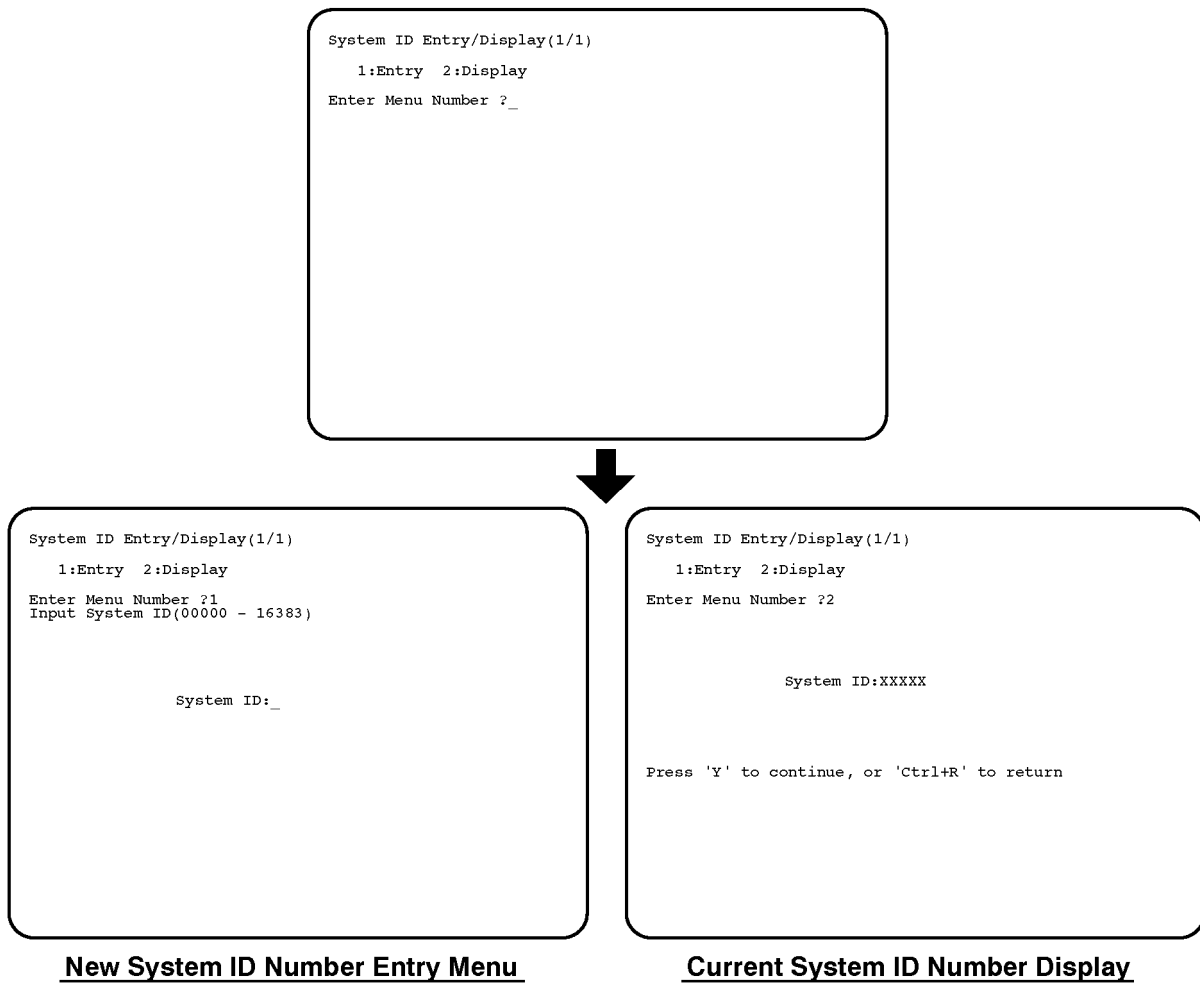 System ID Entry/Display(1/1)
1:Entry  2:Display
Enter Menu Number ?_
System ID Entry/Display(1/1)
1:Entry  2:Display
Enter Menu Number ?1
Input System ID(00000 - 16383)
System ID:_
New System ID Number Entry Menu
System ID Entry/Display(1/1)
1:Entry  2:Display
Enter Menu Number ?2
System ID:XXXXX
Press 'Y' to continue, or 'Ctrl+R' to return
Current System ID Number Display